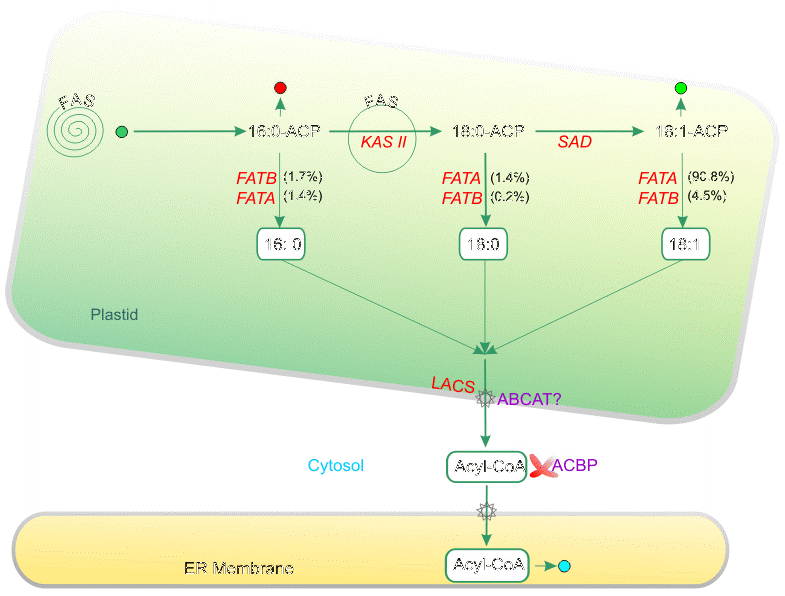 FAS
FAS
16:0-ACP
KAS II
18:0-ACP
SAD
18:1-ACP
FATB (1.7%)
FATA (1.4%)
FATA (1.4%)
FATB (0.2%)
FATA (90.8%)
FATB (4.5%)
16: 0
18:0
18:1
Plastid
LACS
ABCAT?
Cytosol
Acyl-CoA
ACBP
ER Membrane
Acyl-CoA